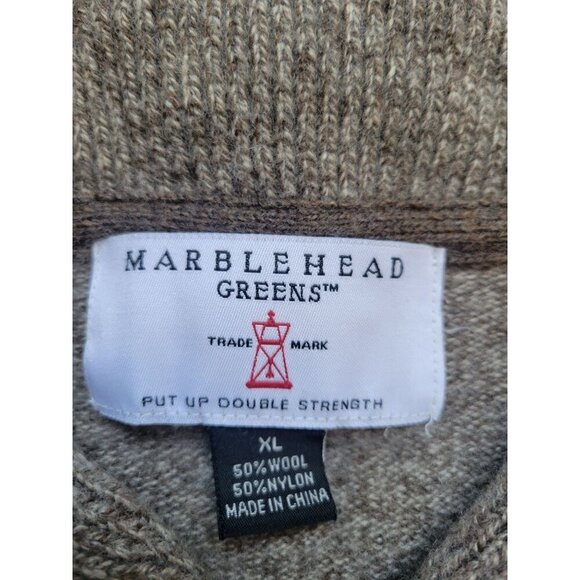 MARBLEHEAD
GREENS™
TRADE MARK
PUT UP DOUBLE STRENGTH
XL
50% WOOL
50% NYLON
MADE IN CHINA